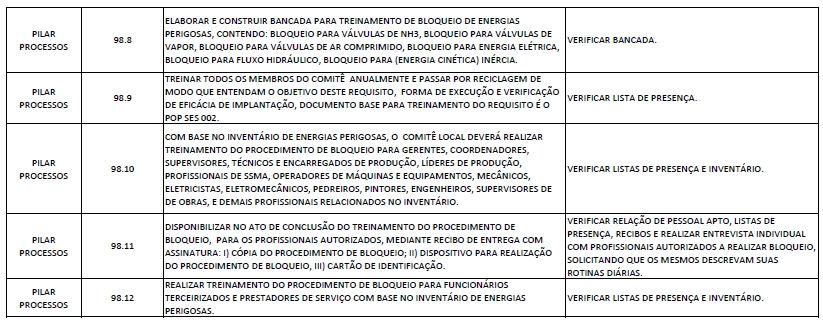 PILAR
PROCESSOS
98.8
ELABORAR E CONSTRUIR BANCADA PARA TREINAMENTO DE BLOQUEIO DE ENERGIAS
PERIGOSAS, CONTENDO: BLOQUEIO PARA VÁLVULAS DE NH3, BLOQUEIO PARA VÁLVULAS DE
VAPOR, BLOQUEIO PARA VÁLVULAS DE AR COMPRIMIDO, BLOQUEIO PARA ENERGIA ELÉTRICA,
BLOQUEIO PARA FLUXO HIDRÁULICO, BLOQUEIO PARA (ENERGIA CINÉTICA) INÉRCIA.
VERIFICAR BANCADA.
PILAR
PROCESSOS
98.9
TREINAR TODOS OS MEMBROS DO COMITÊ ANUALMENTE E PASSAR POR RECICLAGEM DE
MODO QUE ENTENDAM O OBJETIVO DESTE REQUISITO, FORMA DE EXECUÇÃO E VERIFICAÇÃO
DE EFICÁCIA DE IMPLANTAÇÃO, DOCUMENTO BASE PARA TREINAMENTO DO REQUISITO É O
POP SES 002.
VERIFICAR LISTA DE PRESENÇA.
PILAR
PROCESSOS
98.10
COM BASE NO INVENTÁRIO DE ENERGIAS PERIGOSAS, O COMITÊ LOCAL DEVERÁ REALIZAR
TREINAMENTO DO PROCEDIMENTO DE BLOQUEIO PARA GERENTES, COORDENADORES,
SUPERVISORES, TÉCNICOS E ENCARREGADOS DE PRODUÇÃO, LÍDERES DE PRODUÇÃO,
PROFISSIONAIS DE SSMA, OPERADORES DE MÁQUINAS E EQUIPAMENTOS, MECÂNICOS,
ELETRICISTAS, ELETROMECÂNICOS, PEDREIROS, PINTORES, ENGENHEIROS, SUPERVISORES DE
DE OBRAS, E DEMAIS PROFISSIONAIS RELACIONADOS NO INVENTÁRIO.
VERIFICAR LISTAS DE PRESENÇA E INVENTÁRIO.
PILAR
PROCESSOS
98.11
DISPONIBILIZAR NO ATO DE CONCLUSÃO DO TREINAMENTO DO PROCEDIMENTO DE
BLOQUEIO, PARA OS PROFISSIONAIS AUTORIZADOS, MEDIANTE RECIBO DE ENTREGA COM
ASSINATURA: I) CÓPIA DO PROCEDIMENTO DE BLOQUEIO; II) DISPOSITIVO PARA REALIZAÇÃO
DO PROCEDIMENTO DE BLOQUEIO, III) CARTÃO DE IDENTIFICAÇÃO.
VERIFICAR RELAÇÃO DE PESSOAL APTO, LISTAS DE
PRESENÇA, RECIBOS E REALIZAR ENTREVISTA INDIVIDUAL
COM PROFISSIONAIS AUTORIZADOS A REALIZAR BLOQUEIO,
SOLICITANDO QUE OS MESMOS DESCREVAM SUAS
ROTINAS DIÁRIAS.
PILAR
PROCESSOS
98.12
REALIZAR TREINAMENTO DO PROCEDIMENTO DE BLOQUEIO PARA FUNCIONÁRIOS
TERCEIRIZADOS E PRESTADORES DE SERVIÇO COM BASE NO INVENTÁRIO DE ENERGIAS
PERIGOSAS.
VERIFICAR LISTAS DE PRESENÇA E INVENTÁRIO.